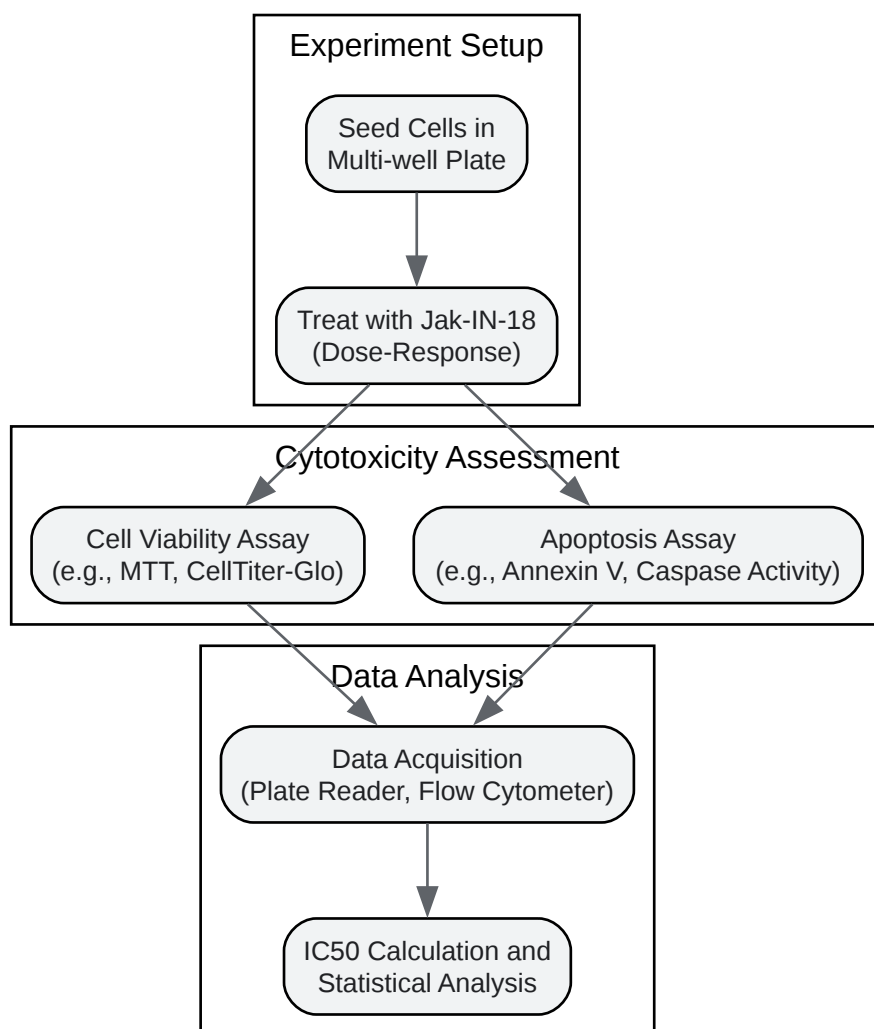 Experiment Setup
Seed Cells in
Multi-well Plate
Treat with Jak-IN-18
(Dose-Response)
Cytotoxicity Assessment
Cell Viability Assay
(e.g., MTT, CellTiter-Glo)
Apoptosis Assay
(e.g., Annexin V, Caspase Activity)
Data Analysis
Data Acquisition
(Plate Reader, Flow Cytometer)
IC50 Calculation and
Statistical Analysis